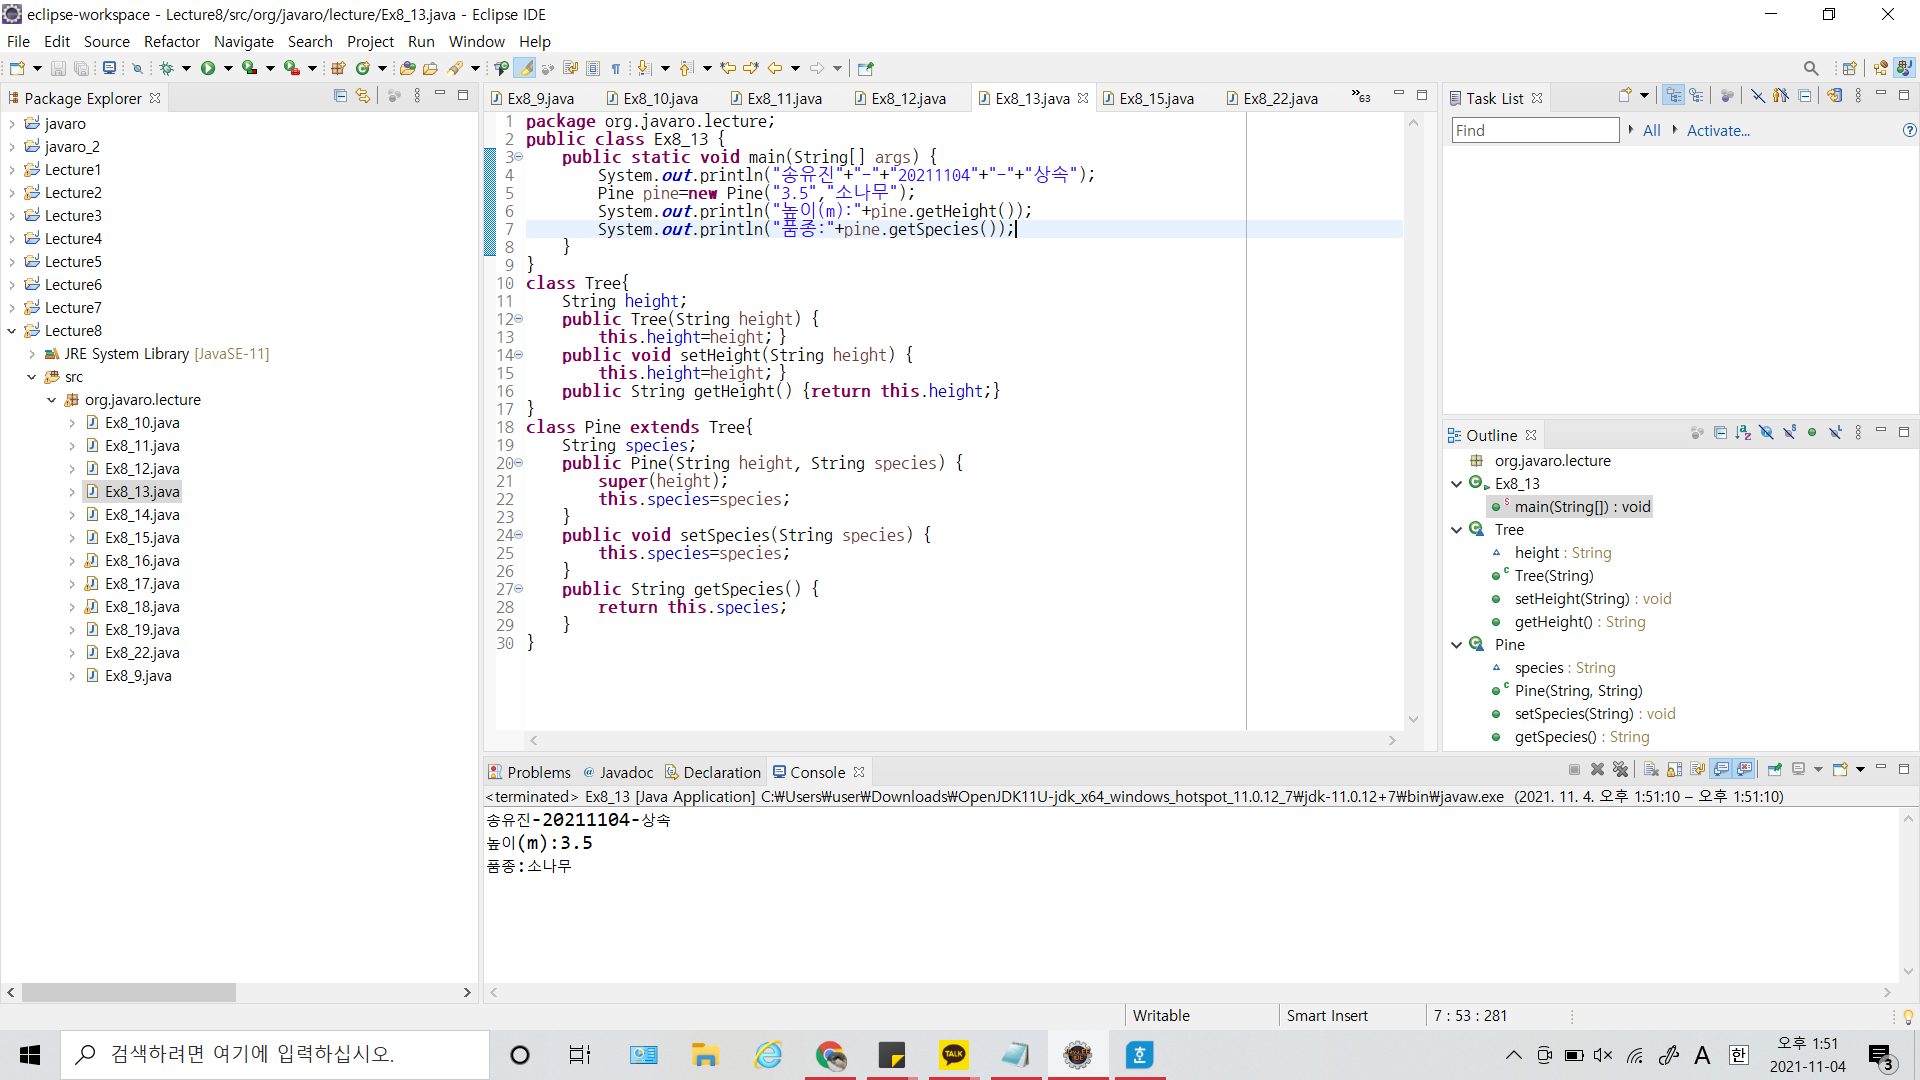 eclipse-workspace - Lecture8/src/org/javaro/lecture/Ex8_13.java - Eclipse IDE
File Edit Source Refactor Navigate Search Project Run Window Help
Package Explorer
javaro
javaro_2
Lecture1
Lecture2
Lecture3
Lecture4
Lecture5
Lecture6
Lecture7
Lecture8
JRE System Library [JavaSE-11]
src
org.javaro.lecture
Ex8_10.java
Ex8_11.java
Ex8_12.java
Ex8_13.java
Ex8_14.java
Ex8_15.java
Ex8_16.java
Ex8_17.java
Ex8_18.java
Ex8_19.java
Ex8_22.java
Ex8_9.java
Ex8_9.java Ex8_10.java Ex8_11.java Ex8_12.java Ex8_13.java Ex8_15.java Ex8_22.java »63
1 package org.javaro.lecture;
2 public class Ex8_13 {
3 public static void main(String[] args) {
4 System.out.println("송유진"+"-"+"20211104"+"-"+"상속");
5 Pine pine=new Pine("3.5","소나무");
6 System.out.println("높이(m):"+pine.getHeight());
7 System.out.println("품종:"+pine.getSpecies());
8 }
9 }
10 class Tree{
11 String height;
12 public Tree(String height) {
13 this.height=height; }
14 public void setHeight(String height) {
15 this.height=height; }
16 public String getHeight() {return this.height;}
17 }
18 class Pine extends Tree{
19 String species;
20 public Pine(String height, String species) {
21 super(height);
22 this.species=species;
23 }
24 public void setSpecies(String species) {
25 this.species=species;
26 }
27 public String getSpecies() {
28 return this.species;
29 }
30 }
Task List
Find All Activate...
Outline
org.javaro.lecture
Ex8_13
main(String[]) : void
Tree
height : String
Tree(String)
setHeight(String) : void
getHeight() : String
Pine
species : String
Pine(String, String)
setSpecies(String) : void
getSpecies() : String
Problems Javadoc Declaration Console
<terminated> Ex8_13 [Java Application] C:₩Users₩user₩Downloads₩OpenJDK11U-jdk_x64_windows_hotspot_11.0.12_7₩jdk-11.0.12+7₩bin₩javaw.exe (2021. 11. 4. 오후 1:51:10 – 오후 1:51:10)
송유진-20211104-상속
높이(m):3.5
품종:소나무
Writable Smart Insert 7 : 53 : 281
검색하려면 여기에 입력하십시오.
TALK
호
A 한
오후 1:51
2021-11-04
3